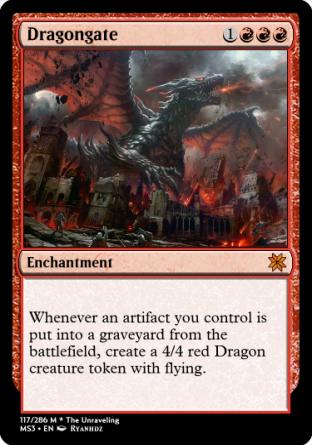 Dragongate 1
Enchantment
Whenever an artifact you control is
put into a graveyard from the
battlefield, create a 4/4 red Dragon
creature token with flying.
117/286 M * The Unraveling
MS3 • EN RYANHDZ